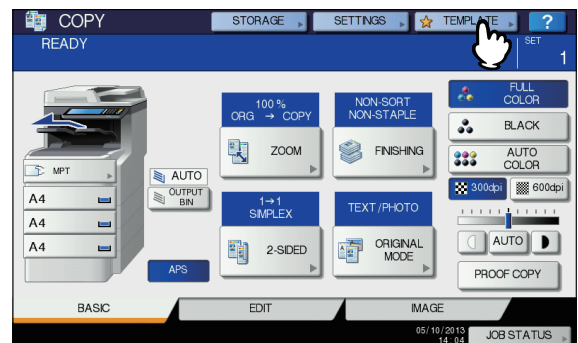 COPY
STORAGE
SETTINGS
TEMPLATE
?
READY
SET
1
100 %
ORG → COPY
NON-SORT
NON-STAPLE
FULL
COLOR
ZOOM
FINISHING
BLACK
MPT
AUTO
AUTO
COLOR
OUTPUT
BIN
300dpi
600dpi
A4
1→1
SIMPLEX
TEXT/PHOTO
A4
2-SIDED
ORIGINAL
MODE
AUTO
A4
APS
PROOF COPY
BASIC
EDIT
IMAGE
05/10/2013
14:04
JOB STATUS